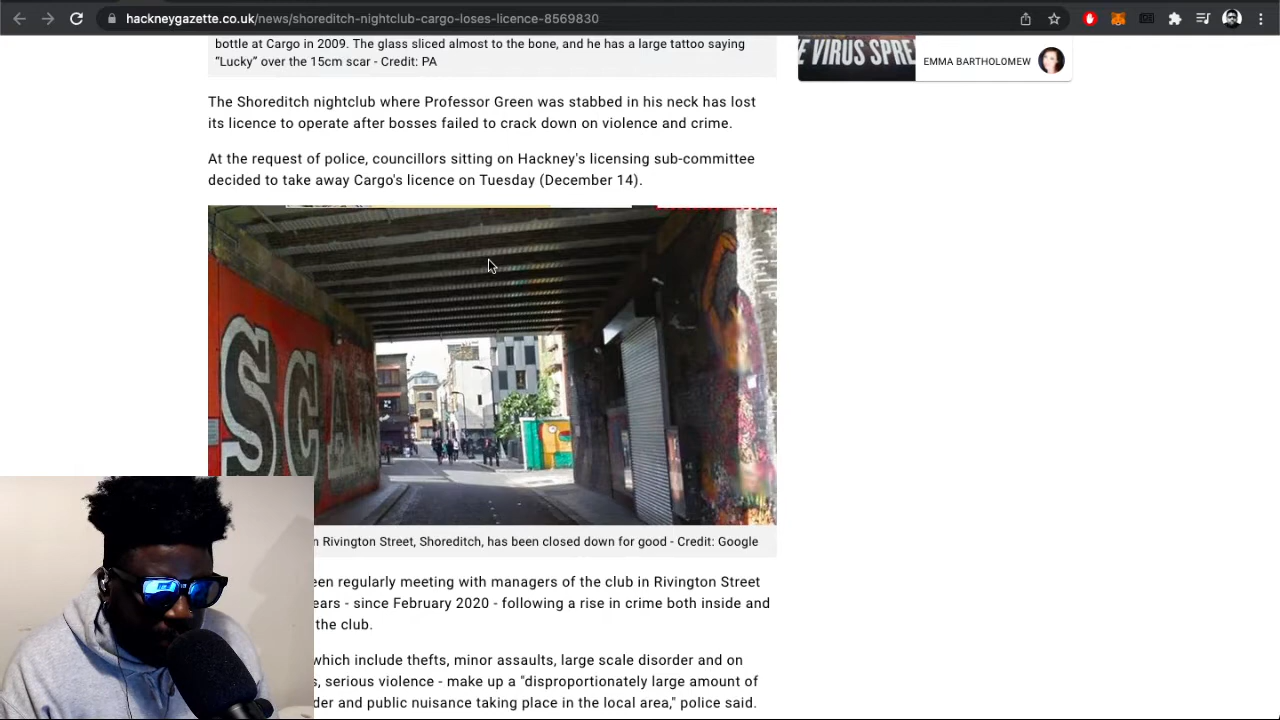 hackneygazette.co.uk/news/shoreditch-nightclub-cargo-loses-licence-8569830
bottle at Cargo in 2009. The glass sliced almost to the bone, and he has a large tattoo saying
“Lucky” over the 15cm scar - Credit: PA
E VIRUS SPRE
EMMA BARTHOLOMEW
The Shoreditch nightclub where Professor Green was stabbed in his neck has lost
its licence to operate after bosses failed to crack down on violence and crime.
At the request of police, councillors sitting on Hackney's licensing sub-committee
decided to take away Cargo's licence on Tuesday (December 14).
SCA
n Rivington Street, Shoreditch, has been closed down for good - Credit: Google
een regularly meeting with managers of the club in Rivington Street
ears - since February 2020 - following a rise in crime both inside and
the club.
which include thefts, minor assaults, large scale disorder and on
s, serious violence - make up a "disproportionately large amount of
der and public nuisance taking place in the local area," police said.